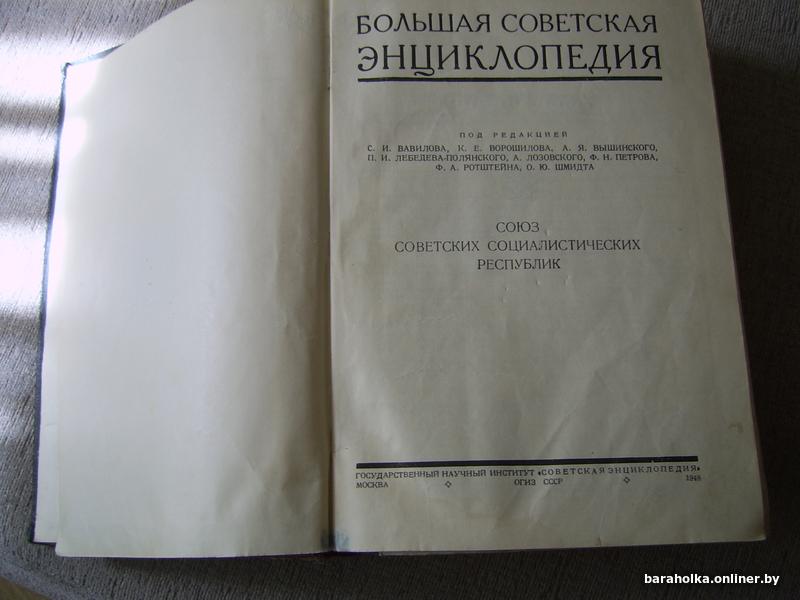 БОЛЬШАЯ СОВЕТСКАЯ
ЭНЦИКЛОПЕДИЯ
ПОД РЕДАКЦИЕЙ
С. И. ВАВИЛОВА, К. Е. ВОРОШИЛОВА, А. Я. ВЫШИНСКОГО,
П. И. ЛЕБЕДЕВА-ПОЛЯНСКОГО, А. ЛОЗОВСКОГО, Ф. Н. ПЕТРОВА,
Ф. А. РОТШТЕЙНА, О. Ю. ШМИДТА
СОЮЗ
СОВЕТСКИХ СОЦИАЛИСТИЧЕСКИХ
РЕСПУБЛИК
ГОСУДАРСТВЕННЫЙ НАУЧНЫЙ ИНСТИТУТ «СОВЕТСКАЯ ЭНЦИКЛОПЕДИЯ»
МОСКВА ОГИЗ СССР 1948
baraholka.onliner.by